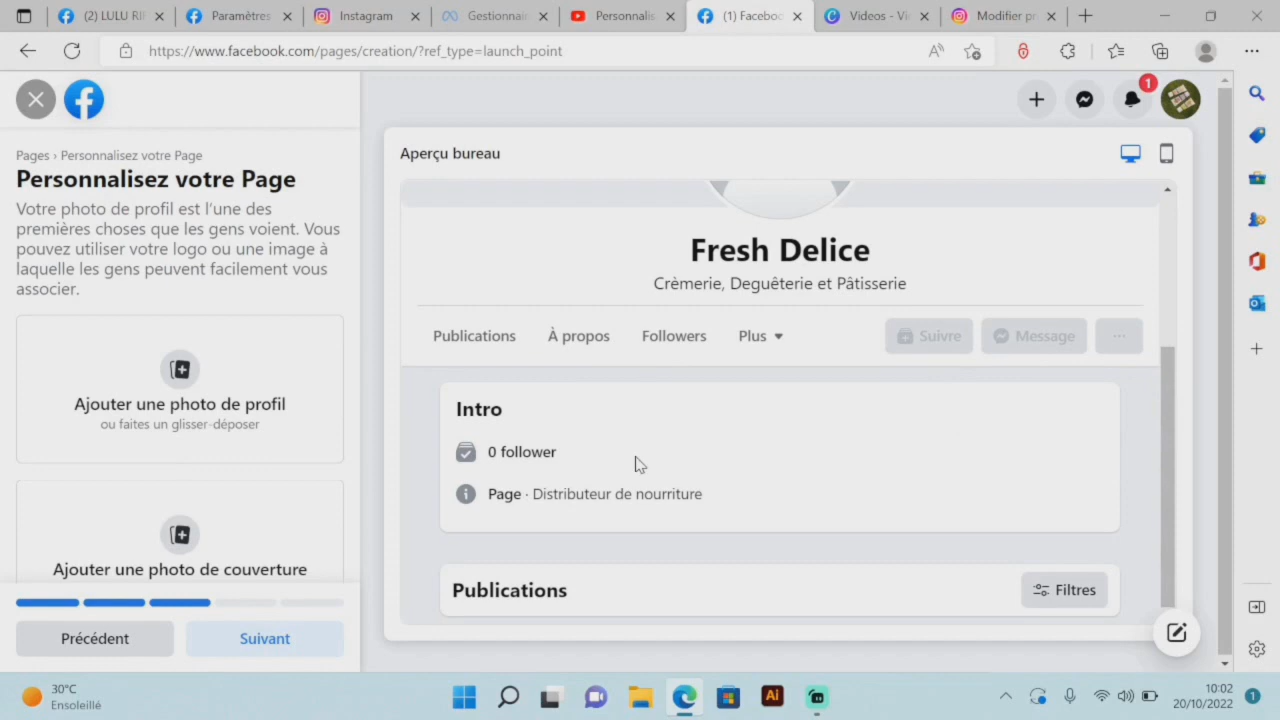 (2) LULU RIF
Paramètres
Instagram
Gestionnair
Personnalis
(1) Faceboo
Videos - Vi
Modifier pr
https://www.facebook.com/pages/creation/?ref_type=launch_point
1
Pages › Personnalisez votre Page
Personnalisez votre Page
Votre photo de profil est l'une des
premières choses que les gens voient. Vous
pouvez utiliser votre logo ou une image à
laquelle les gens peuvent facilement vous
associer.
Ajouter une photo de profil
ou faites un glisser-déposer
Ajouter une photo de couverture
Précédent
Suivant
Aperçu bureau
Fresh Delice
Crèmerie, Deguêterie et Pâtisserie
Publications
À propos
Followers
Plus
Suivre
Message
Intro
0 follower
Page · Distributeur de nourriture
Publications
Filtres
30°C
Ensoleillé
Ai
10:02
20/10/2022
1